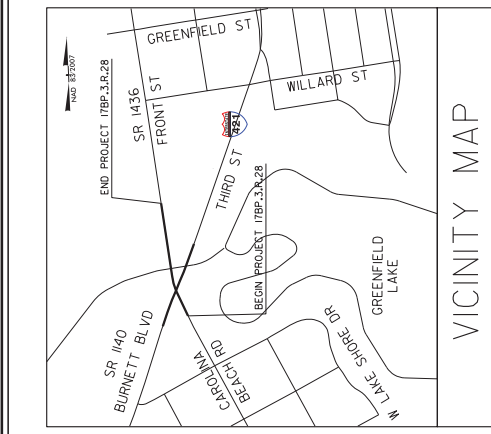 NAD 83/2007
GREENFIELD ST
END PROJECT 17BP.3.R.28
SR 1436
FRONT ST
WILLARD ST
421
THIRD ST
BEGIN PROJECT 17BP.3.R.28
SR 1140
BURNETT BLVD
CAROLINA
BEACH RD
W LAKE SHORE DR
GREENFIELD
LAKE
VICINITY MAP